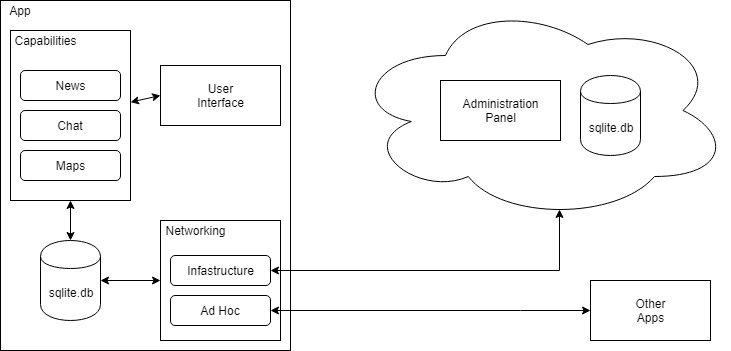 App
Capabilities
News
Chat
Maps
User
Interface
Administration
Panel
sqlite.db
Networking
Infastructure
Ad Hoc
sqlite.db
Other
Apps